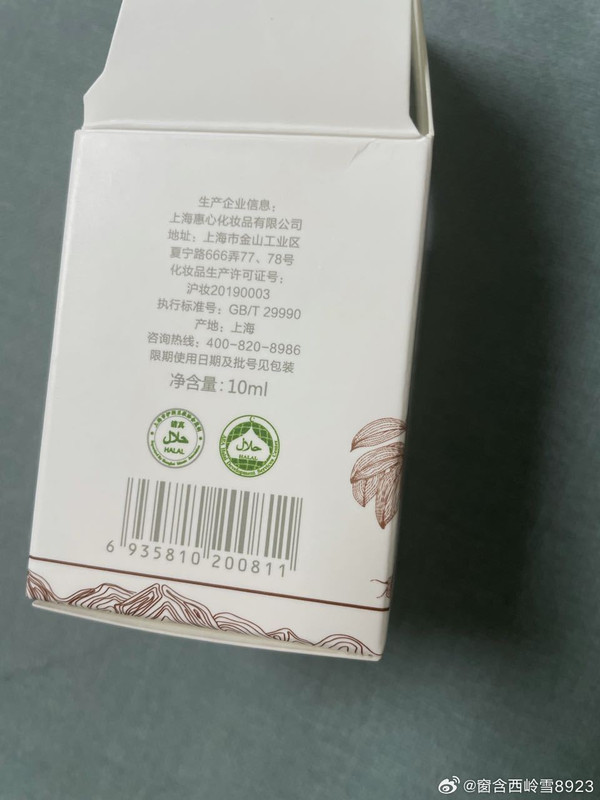 生产企业信息：
上海惠心化妆品有限公司
地址：上海市金山工业区
夏宁路666弄77、78号
化妆品生产许可证号：
沪妆20190003
执行标准号：GB/T 29990
产地：上海
咨询热线：400-820-8986
限期使用日期及批号见包装
净含量：10ml
清真
حلال
HALAL
حلال
HALAL
6 935810 200811
@窗含西岭雪8923